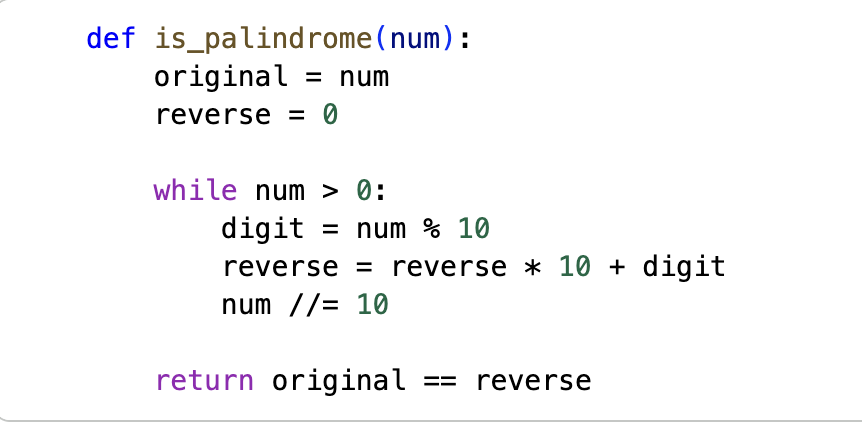 def is_palindrome(num):
    original = num
    reverse = 0

    while num > 0:
        digit = num % 10
        reverse = reverse * 10 + digit
        num //= 10

    return original == reverse